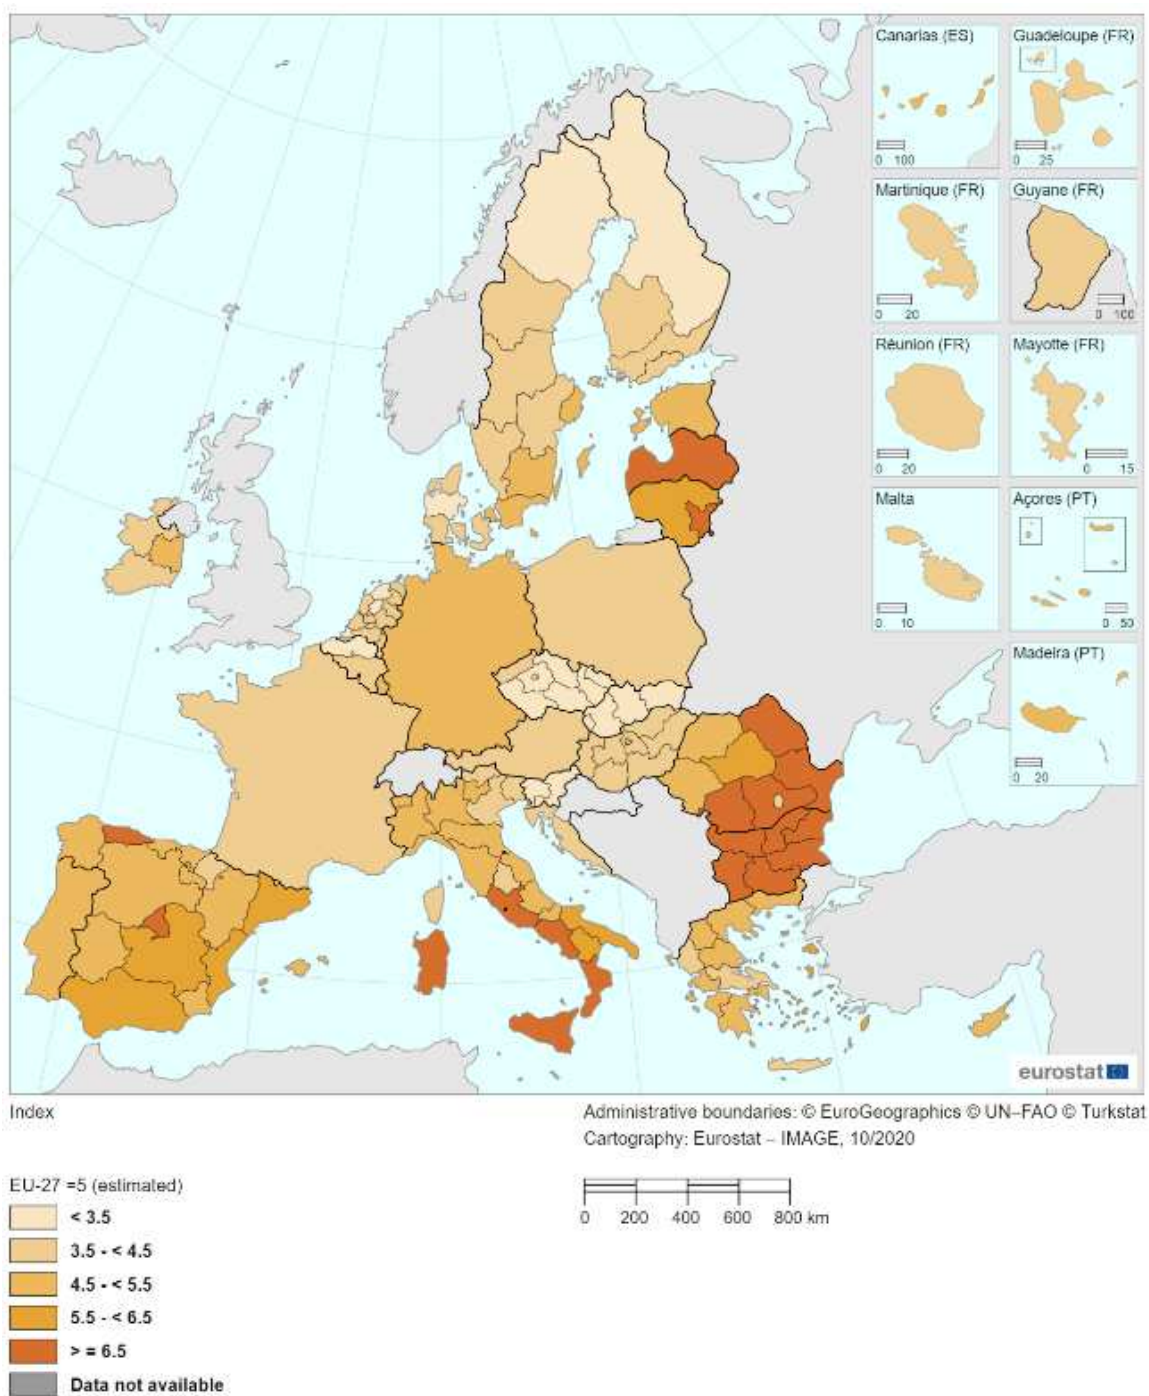 Canarias (ES)
0 100
Guadeloupe (FR)
0 25
Martinique (FR)
0 20
Guyane (FR)
0 100
Réunion (FR)
0 20
Mayotte (FR)
0 15
Malta
0 10
Açores (PT)
0 50
Madeira (PT)
0 20
eurostat
Index
Administrative boundaries: © EuroGeographics © UN–FAO © Turkstat
Cartography: Eurostat – IMAGE, 10/2020
EU-27 =5 (estimated)
< 3.5
3.5 - < 4.5
4.5 - < 5.5
5.5 - < 6.5
> = 6.5
Data not available
0 200 400 600 800 km